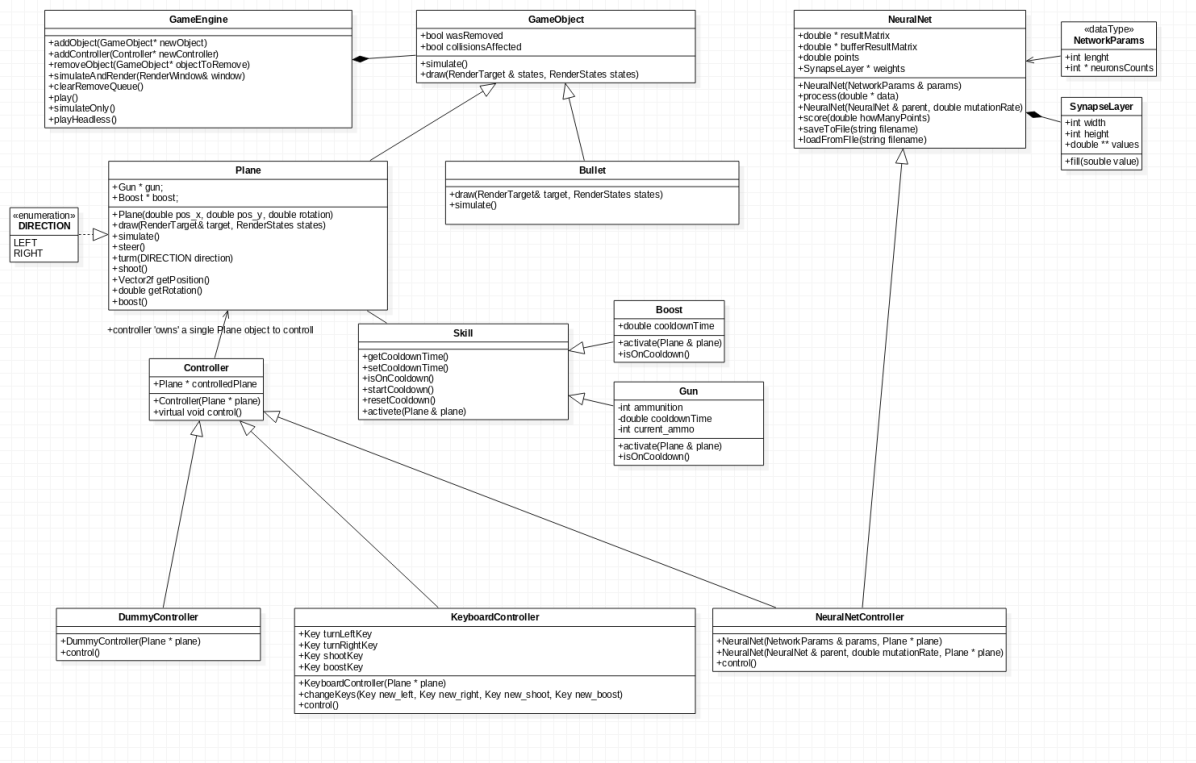 GameEngine
+addObject(GameObject* newObject)
+addController(Control* newController)
+removeObject(GameObject* objectToRemove)
+simulateAndRender(RenderWindow& window)
+clearRemoveQueue()
+play()
+simulateOnly()
+playHeadless()
GameObject
+bool wasRemoved
+bool collisionsAffected
+simulate()
+draw(RenderTarget & states, RenderStates states)
NeuralNet
+double * resultMatrix
+double * bufferResultMatrix
+double points
+SynapseLayer * weights
+NeuralNet(NetworkParams & params)
+process(double * data)
+NeuralNet(NeuralNet & parent, double mutationRate)
+score(double howManyPoints)
+saveToFile(string filename)
+loadFromFIle(string filename)
«dataType»
NetworkParams
+int lenght
+int * neuronsCounts
SynapseLayer
+int width
+int height
+double ** values
+fill(souble value)
Plane
+Gun * gun;
+Boost * boost;
+Plane(double pos_x, double pos_y, double rotation)
+draw(RenderTarget& target, RenderStates states)
+simulate()
+steer()
+turm(DIRECTION direction)
+shoot()
+Vector2f getPosition()
+double getRotation()
+boost()
Bullet
+draw(RenderTarget& target, RenderStates states)
+simulate()
«enumeration»
DIRECTION
LEFT
RIGHT
+controller 'owns' a single Plane object to controll
Controller
+Plane * controlledPlane
+Controller(Plane * plane)
+virtual void control()
Skill
+getCooldownTime()
+setCooldownTime()
+isOnCooldown()
+startCooldown()
+resetCooldown()
+activete(Plane & plane)
Boost
+double cooldownTime
+activate(Plane & plane)
+isOnCooldown()
Gun
-int ammunition
-double cooldownTime
-int current_ammo
+activate(Plane & plane)
+isOnCooldown()
DummyController
+DummyController(Plane * plane)
+control()
KeyboardController
+Key turnLeftKey
+Key turnRightKey
+Key shootKey
+Key boostKey
+KeyboardController(Plane * plane)
+changeKeys(Key new_left, Key new_right, Key new_shoot, Key new_boost)
+control()
NeuralNetController
+NeuralNet(NetworkParams & params, Plane * plane)
+NeuralNet(NeuralNet & parent, double mutationRate, Plane * plane)
+control()